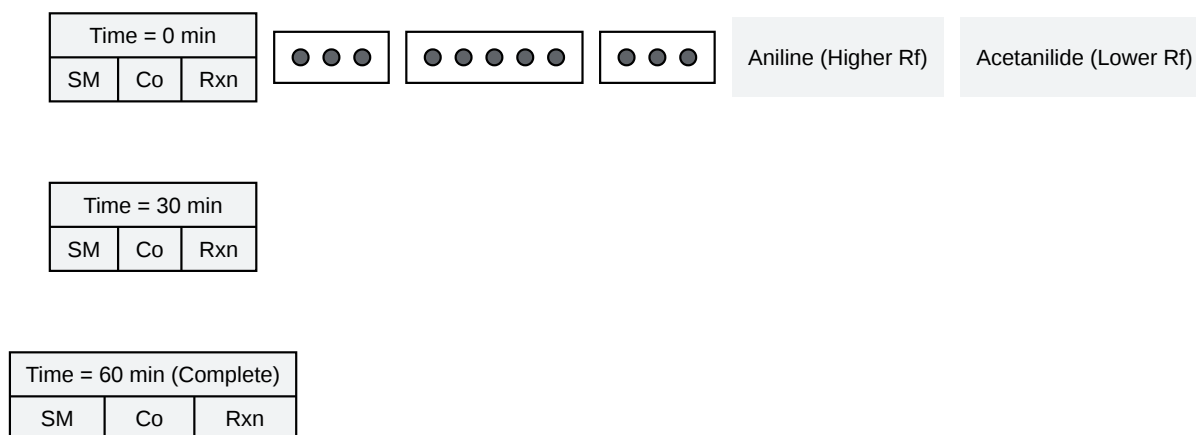 Time = 0 min
SM Co Rxn
Aniline (Higher Rf)
Acetanilide (Lower Rf)
Time = 30 min
SM Co Rxn
Time = 60 min (Complete)
SM Co Rxn